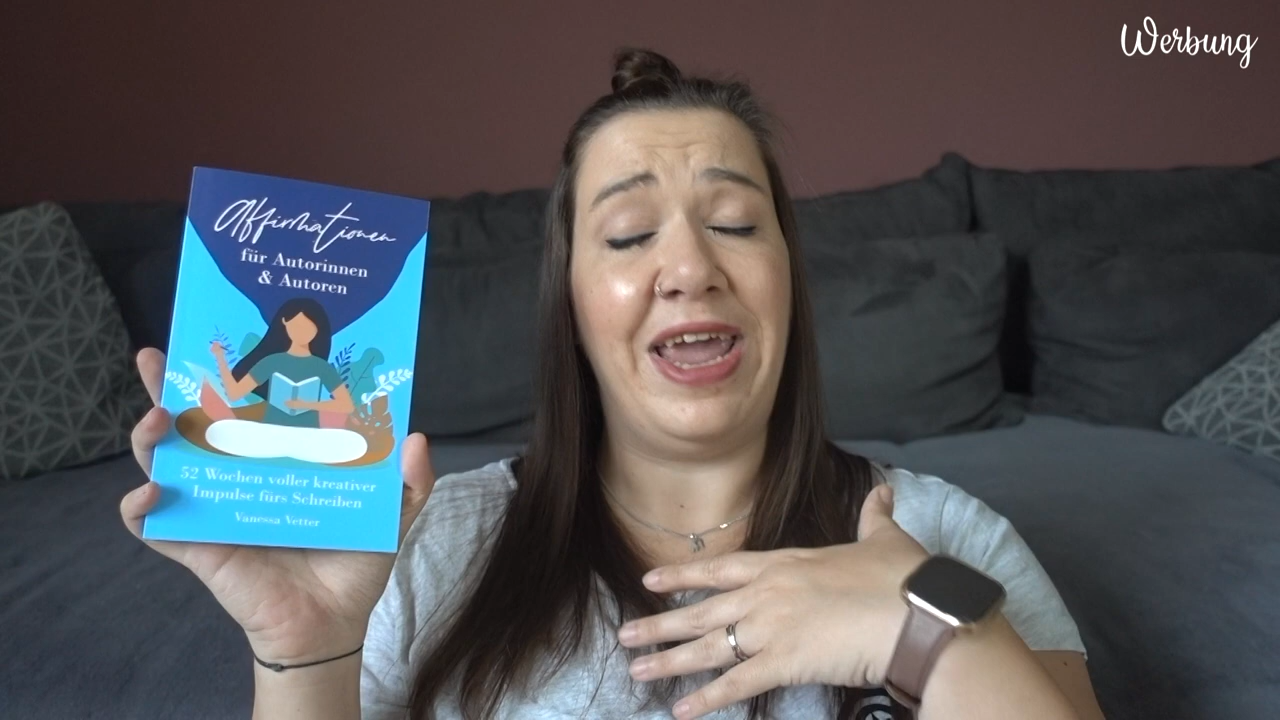 Werbung
Affirmationen
für Autorinnen
& Autoren
52 Wochen voller kreativer
Impulse fürs Schreiben
Vanessa Vetter